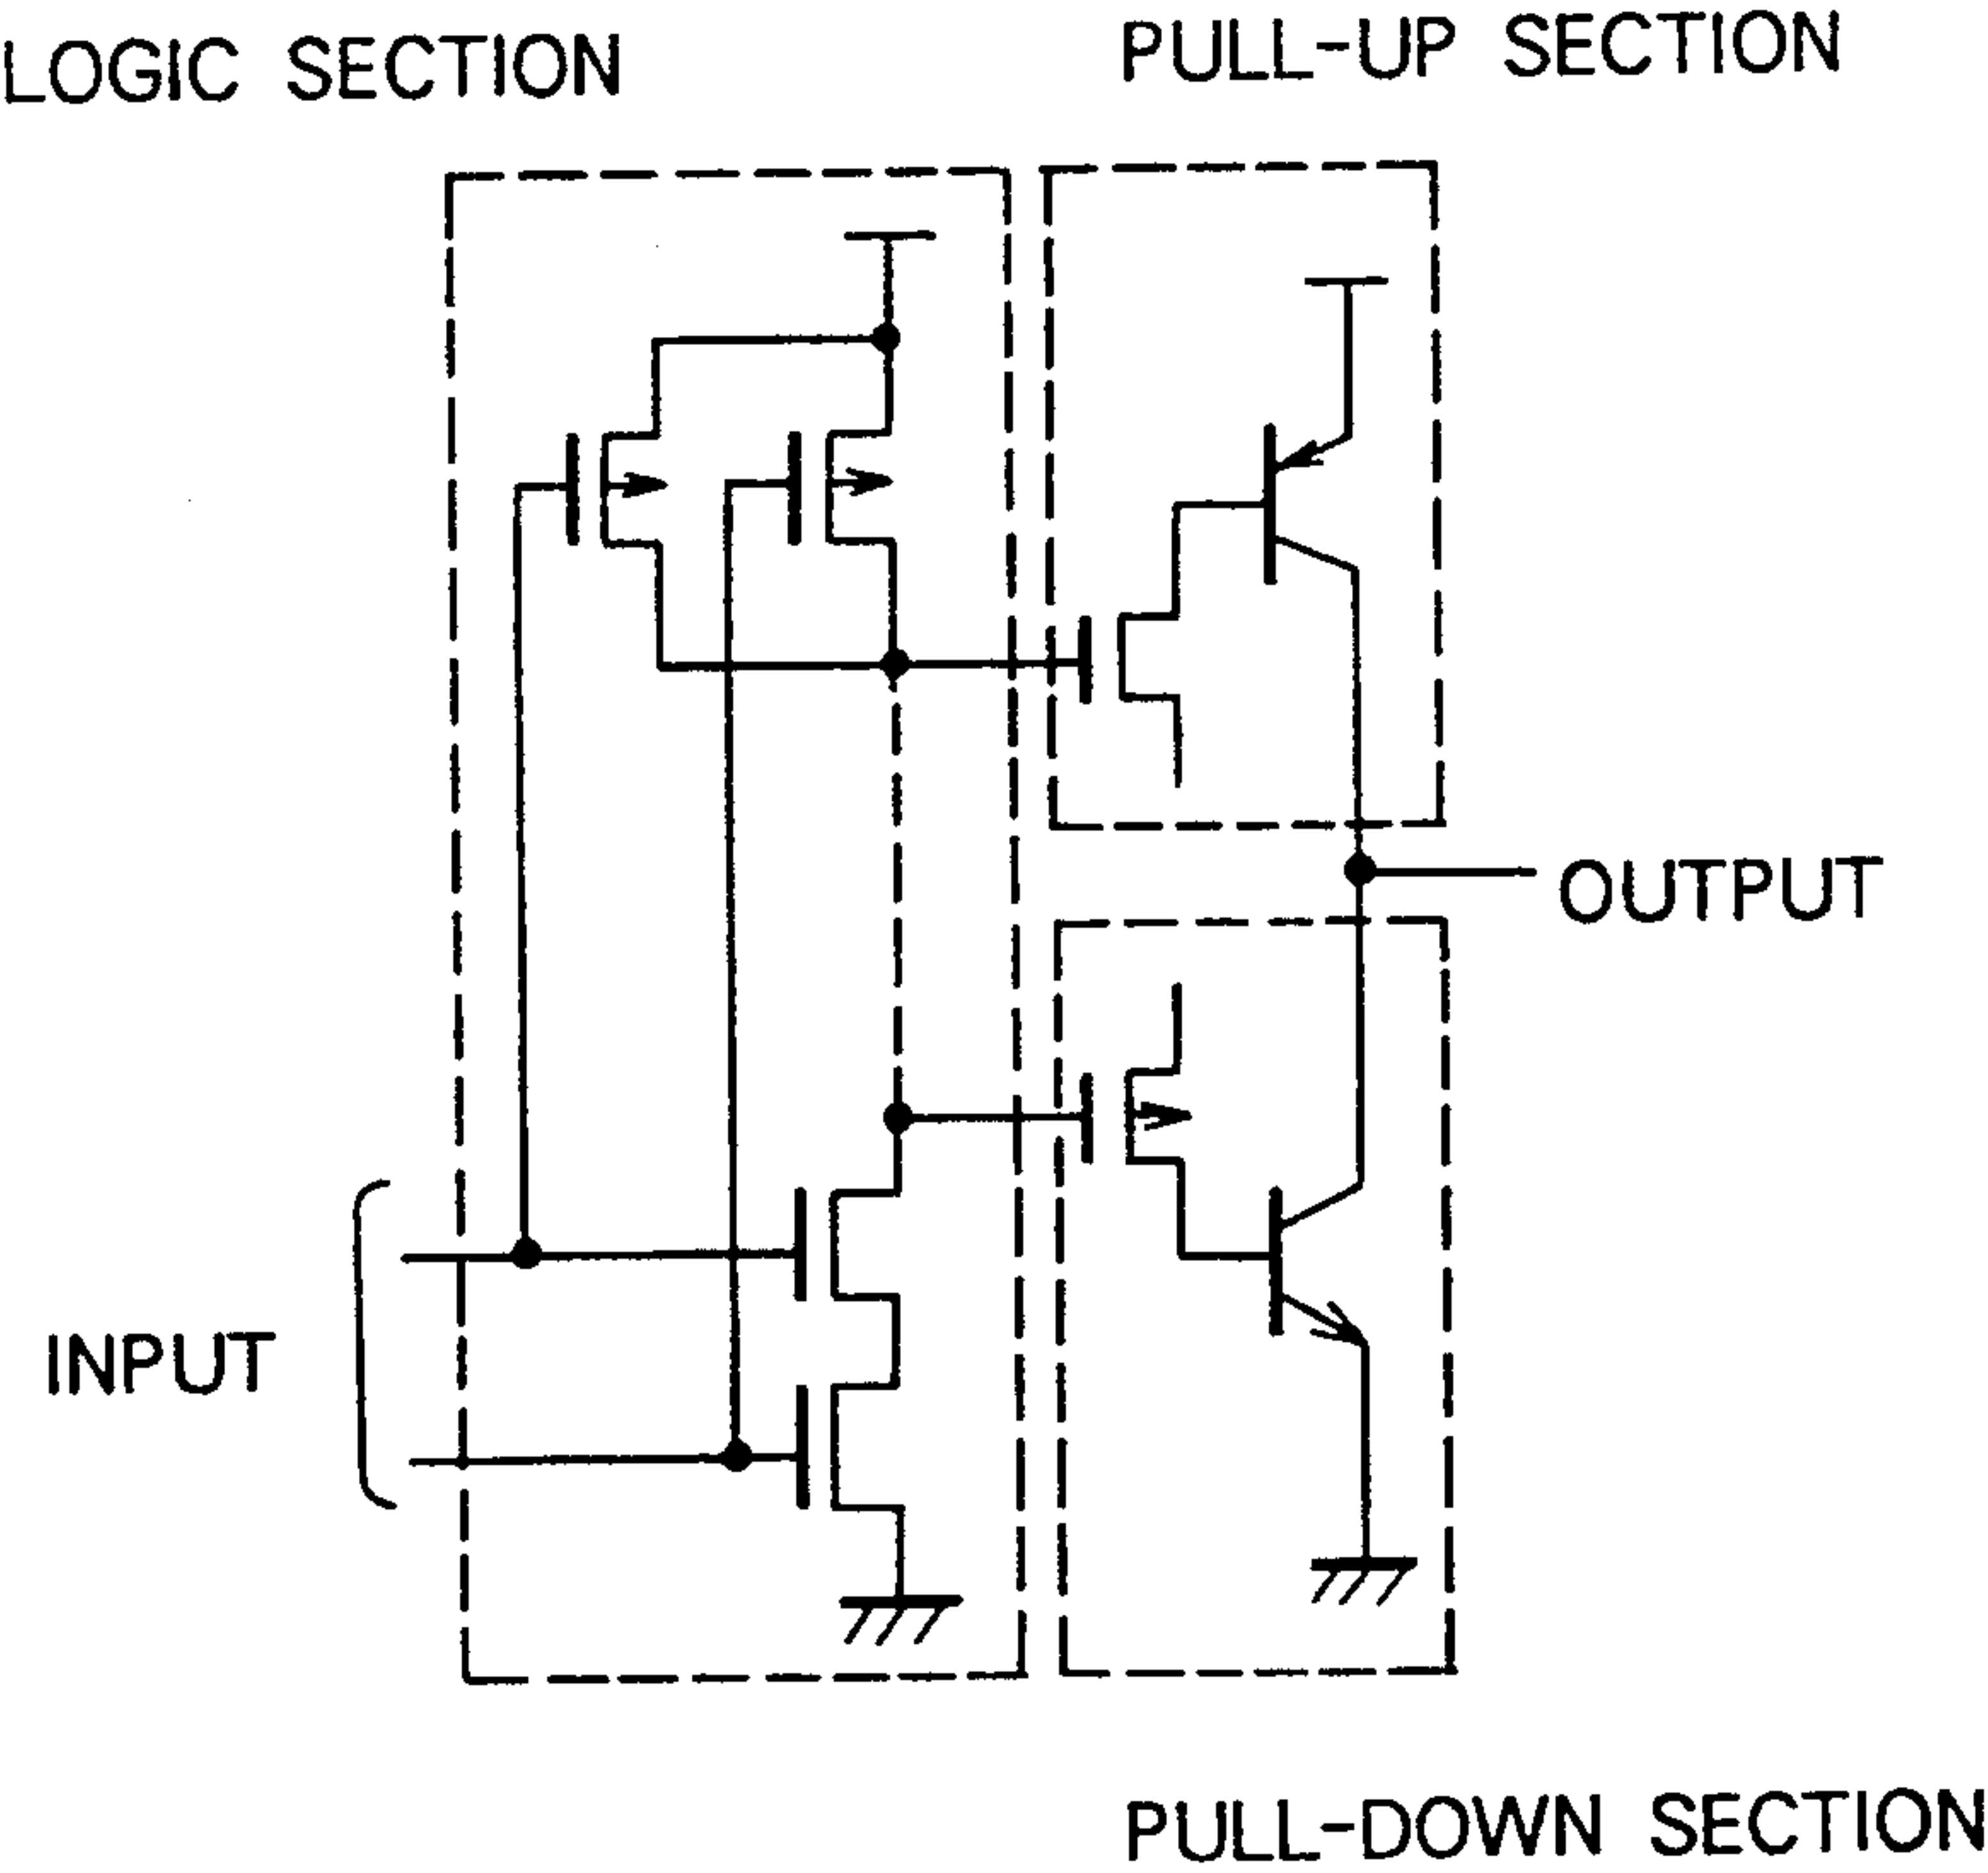 LOGIC SECTION
PULL-UP SECTION
OUTPUT
INPUT
PULL-DOWN SECTION